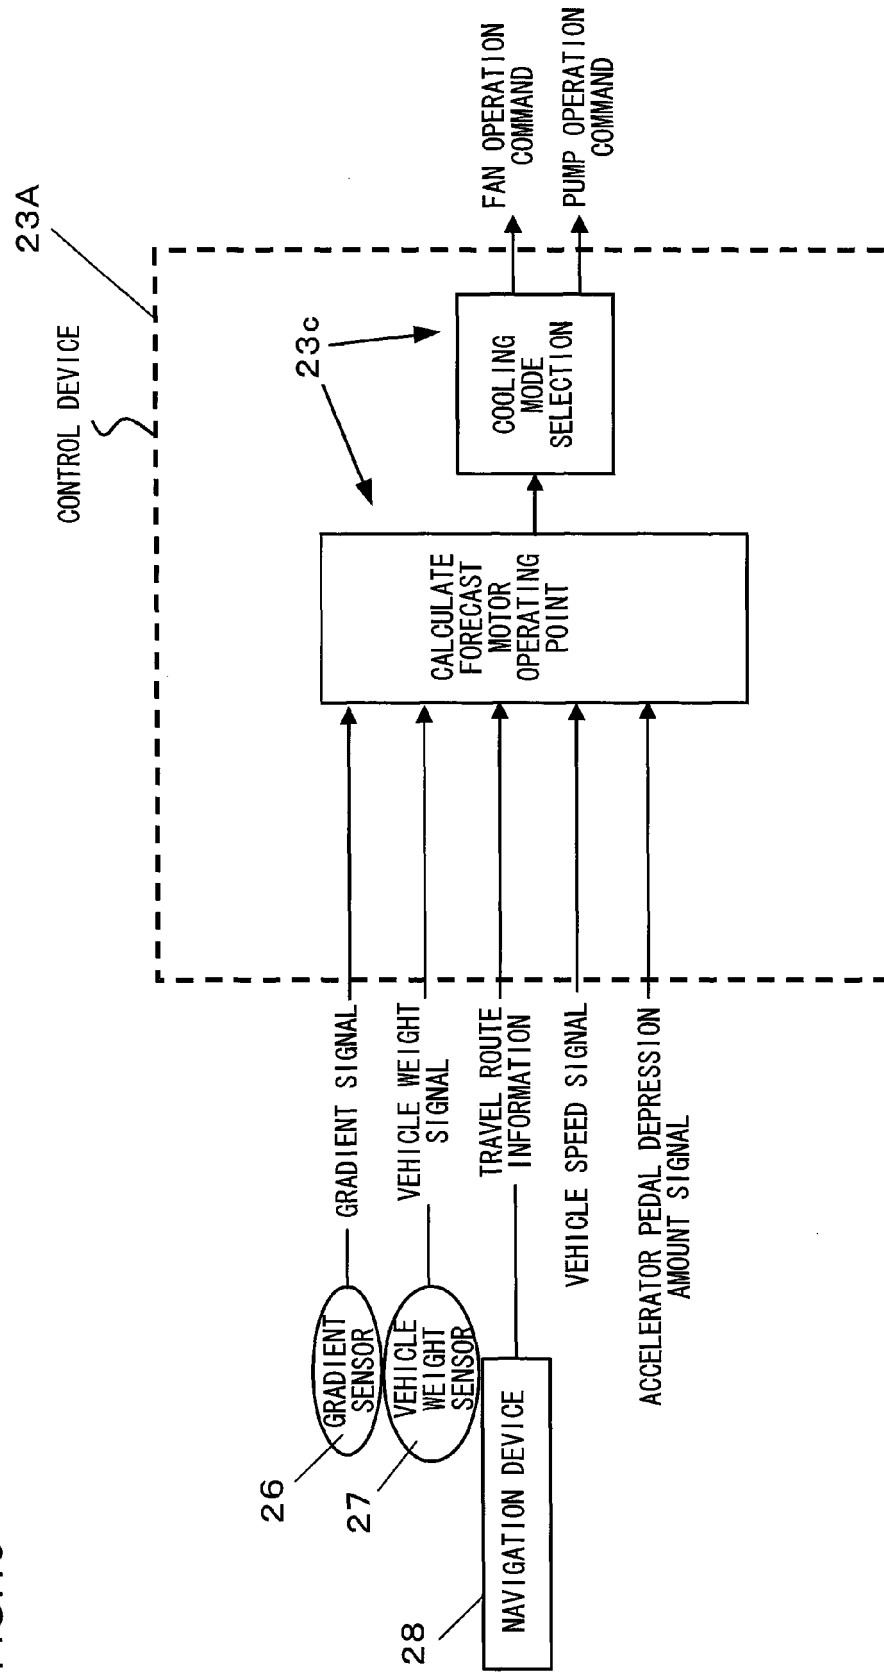 23A
CONTROL DEVICE
23c
FAN OPERATION
COMMAND
PUMP OPERATION
COMMAND
COOLING
MODE
SELECTION
CALCULATE
FORECAST
MOTOR
OPERATING
POINT
GRADIENT SIGNAL
VEHICLE WEIGHT
SIGNAL
TRAVEL ROUTE
INFORMATION
VEHICLE SPEED SIGNAL
ACCELERATOR PEDAL DEPRESSION
AMOUNT SIGNAL
GRADIENT
SENSOR
26
VEHICLE
WEIGHT
SENSOR
27
NAVIGATION DEVICE
28